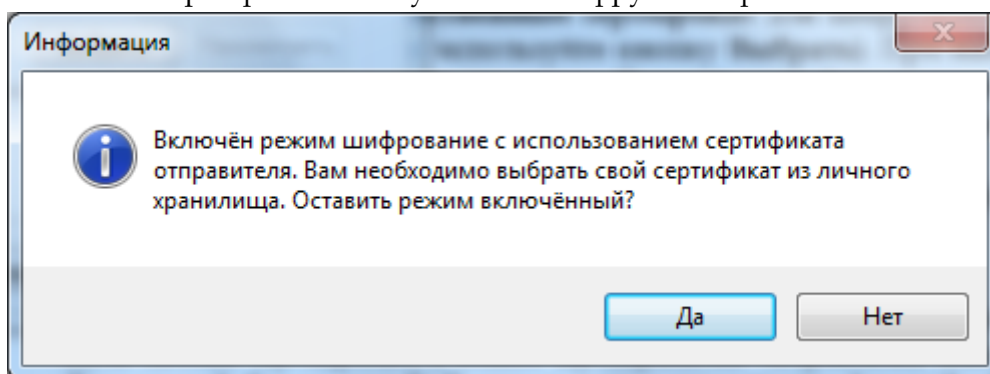 Информация
Включён режим шифрование с использованием сертификата
отправителя. Вам необходимо выбрать свой сертификат из личного
хранилища. Оставить режим включённый?
Да
Нет